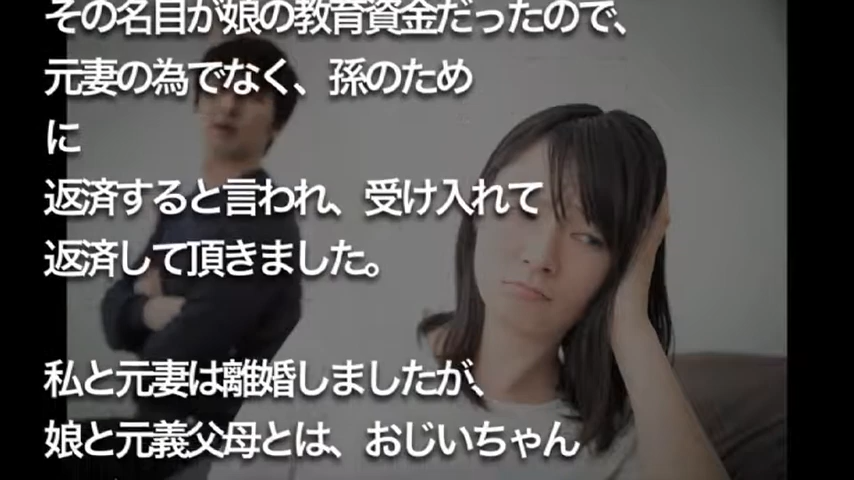 その名目が娘の教育資金だったので、
元妻の為でなく、孫のため
に
返済すると言われ、受け入れて
返済して頂きました。
私と元妻は離婚しましたが、
娘と元義父母とは、おじいちゃん